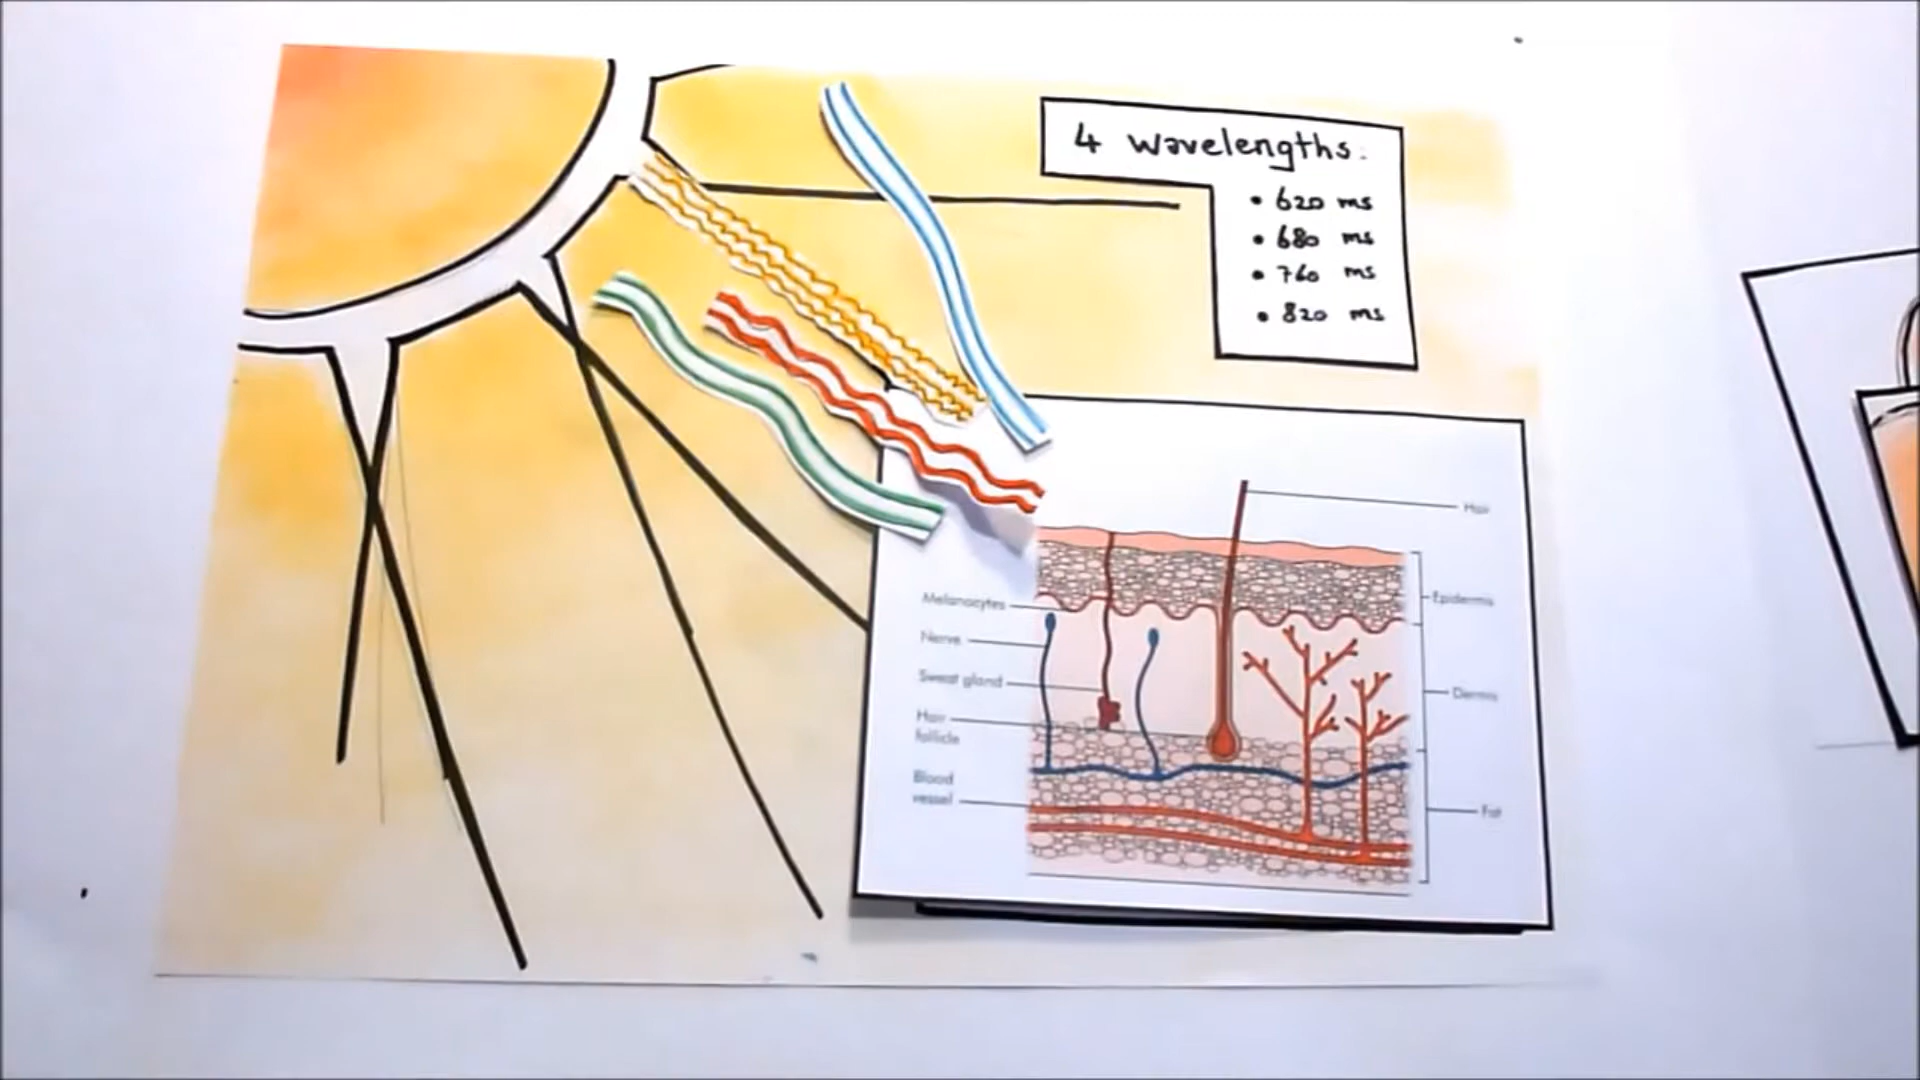 4 wavelengths:
• 620 ms
• 680 ms
• 760 ms
• 820 ms
Hair
Melanocytes
Epidermis
Nerve
Sweat gland
Dermis
Hair
follicle
Blood
vessel
Fat